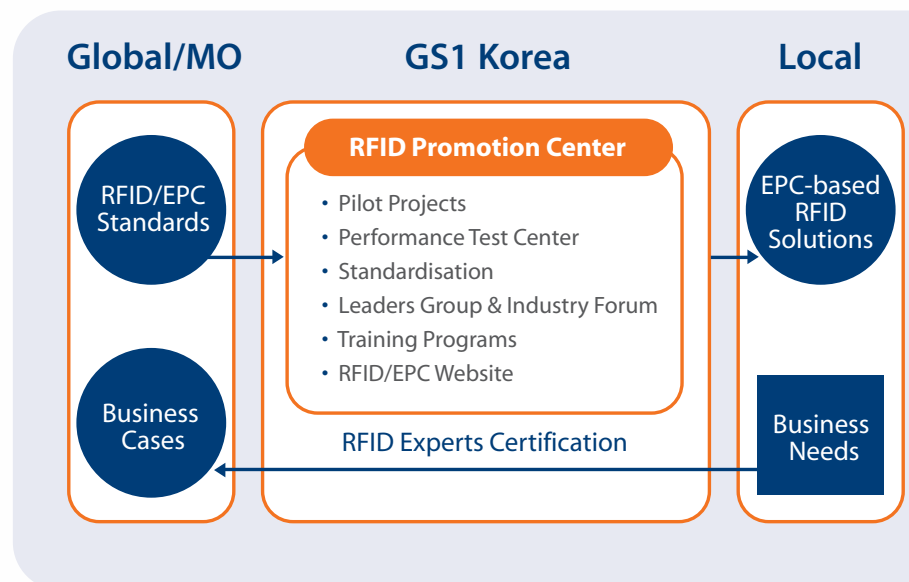 Global/MO
GS1 Korea
Local
RFID/EPC
Standards
RFID Promotion Center
• Pilot Projects
• Performance Test Center
• Standardisation
• Leaders Group & Industry Forum
• Training Programs
• RFID/EPC Website
EPC-based
RFID
Solutions
Business
Cases
RFID Experts Certification
Business
Needs